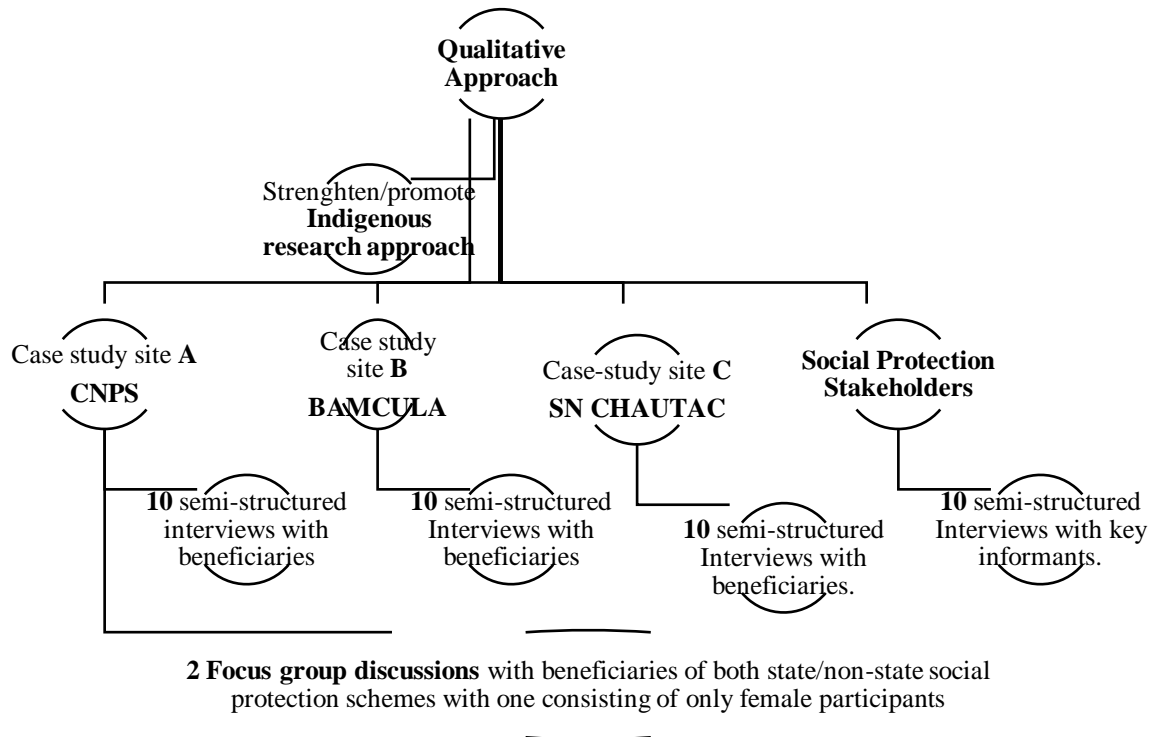 Qualitative
Approach
Strenghten/promote
Indigenous
research approach
Case study site A
CNPS
Case study
site B
BAMCULA
Case-study site C
SN CHAUTAC
Social Protection
Stakeholders
10 semi-structured
interviews with
beneficiaries
10 semi-structured
Interviews with
beneficiaries
10 semi-structured
Interviews with
beneficiaries.
10 semi-structured
Interviews with key
informants.
2 Focus group discussions with beneficiaries of both state/non-state social
protection schemes with one consisting of only female participants